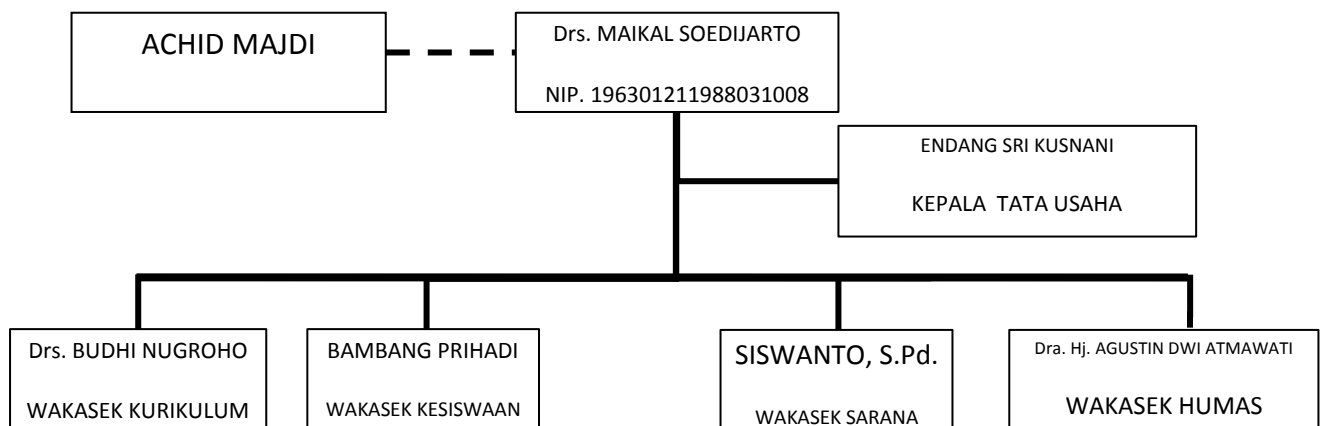 ACHID MAJDI
Drs. MAIKAL SOEDIJARTO
NIP. 196301211988031008
ENDANG SRI KUSNANI
KEPALA TATA USAHA
Drs. BUDHI NUGROHO
WAKASEK KURIKULUM
BAMBANG PRIHADI
WAKASEK KESISWAAN
SISWANTO, S.Pd.
WAKASEK SARANA
Dra. Hj. AGUSTIN DWI ATMAWATI
WAKASEK HUMAS